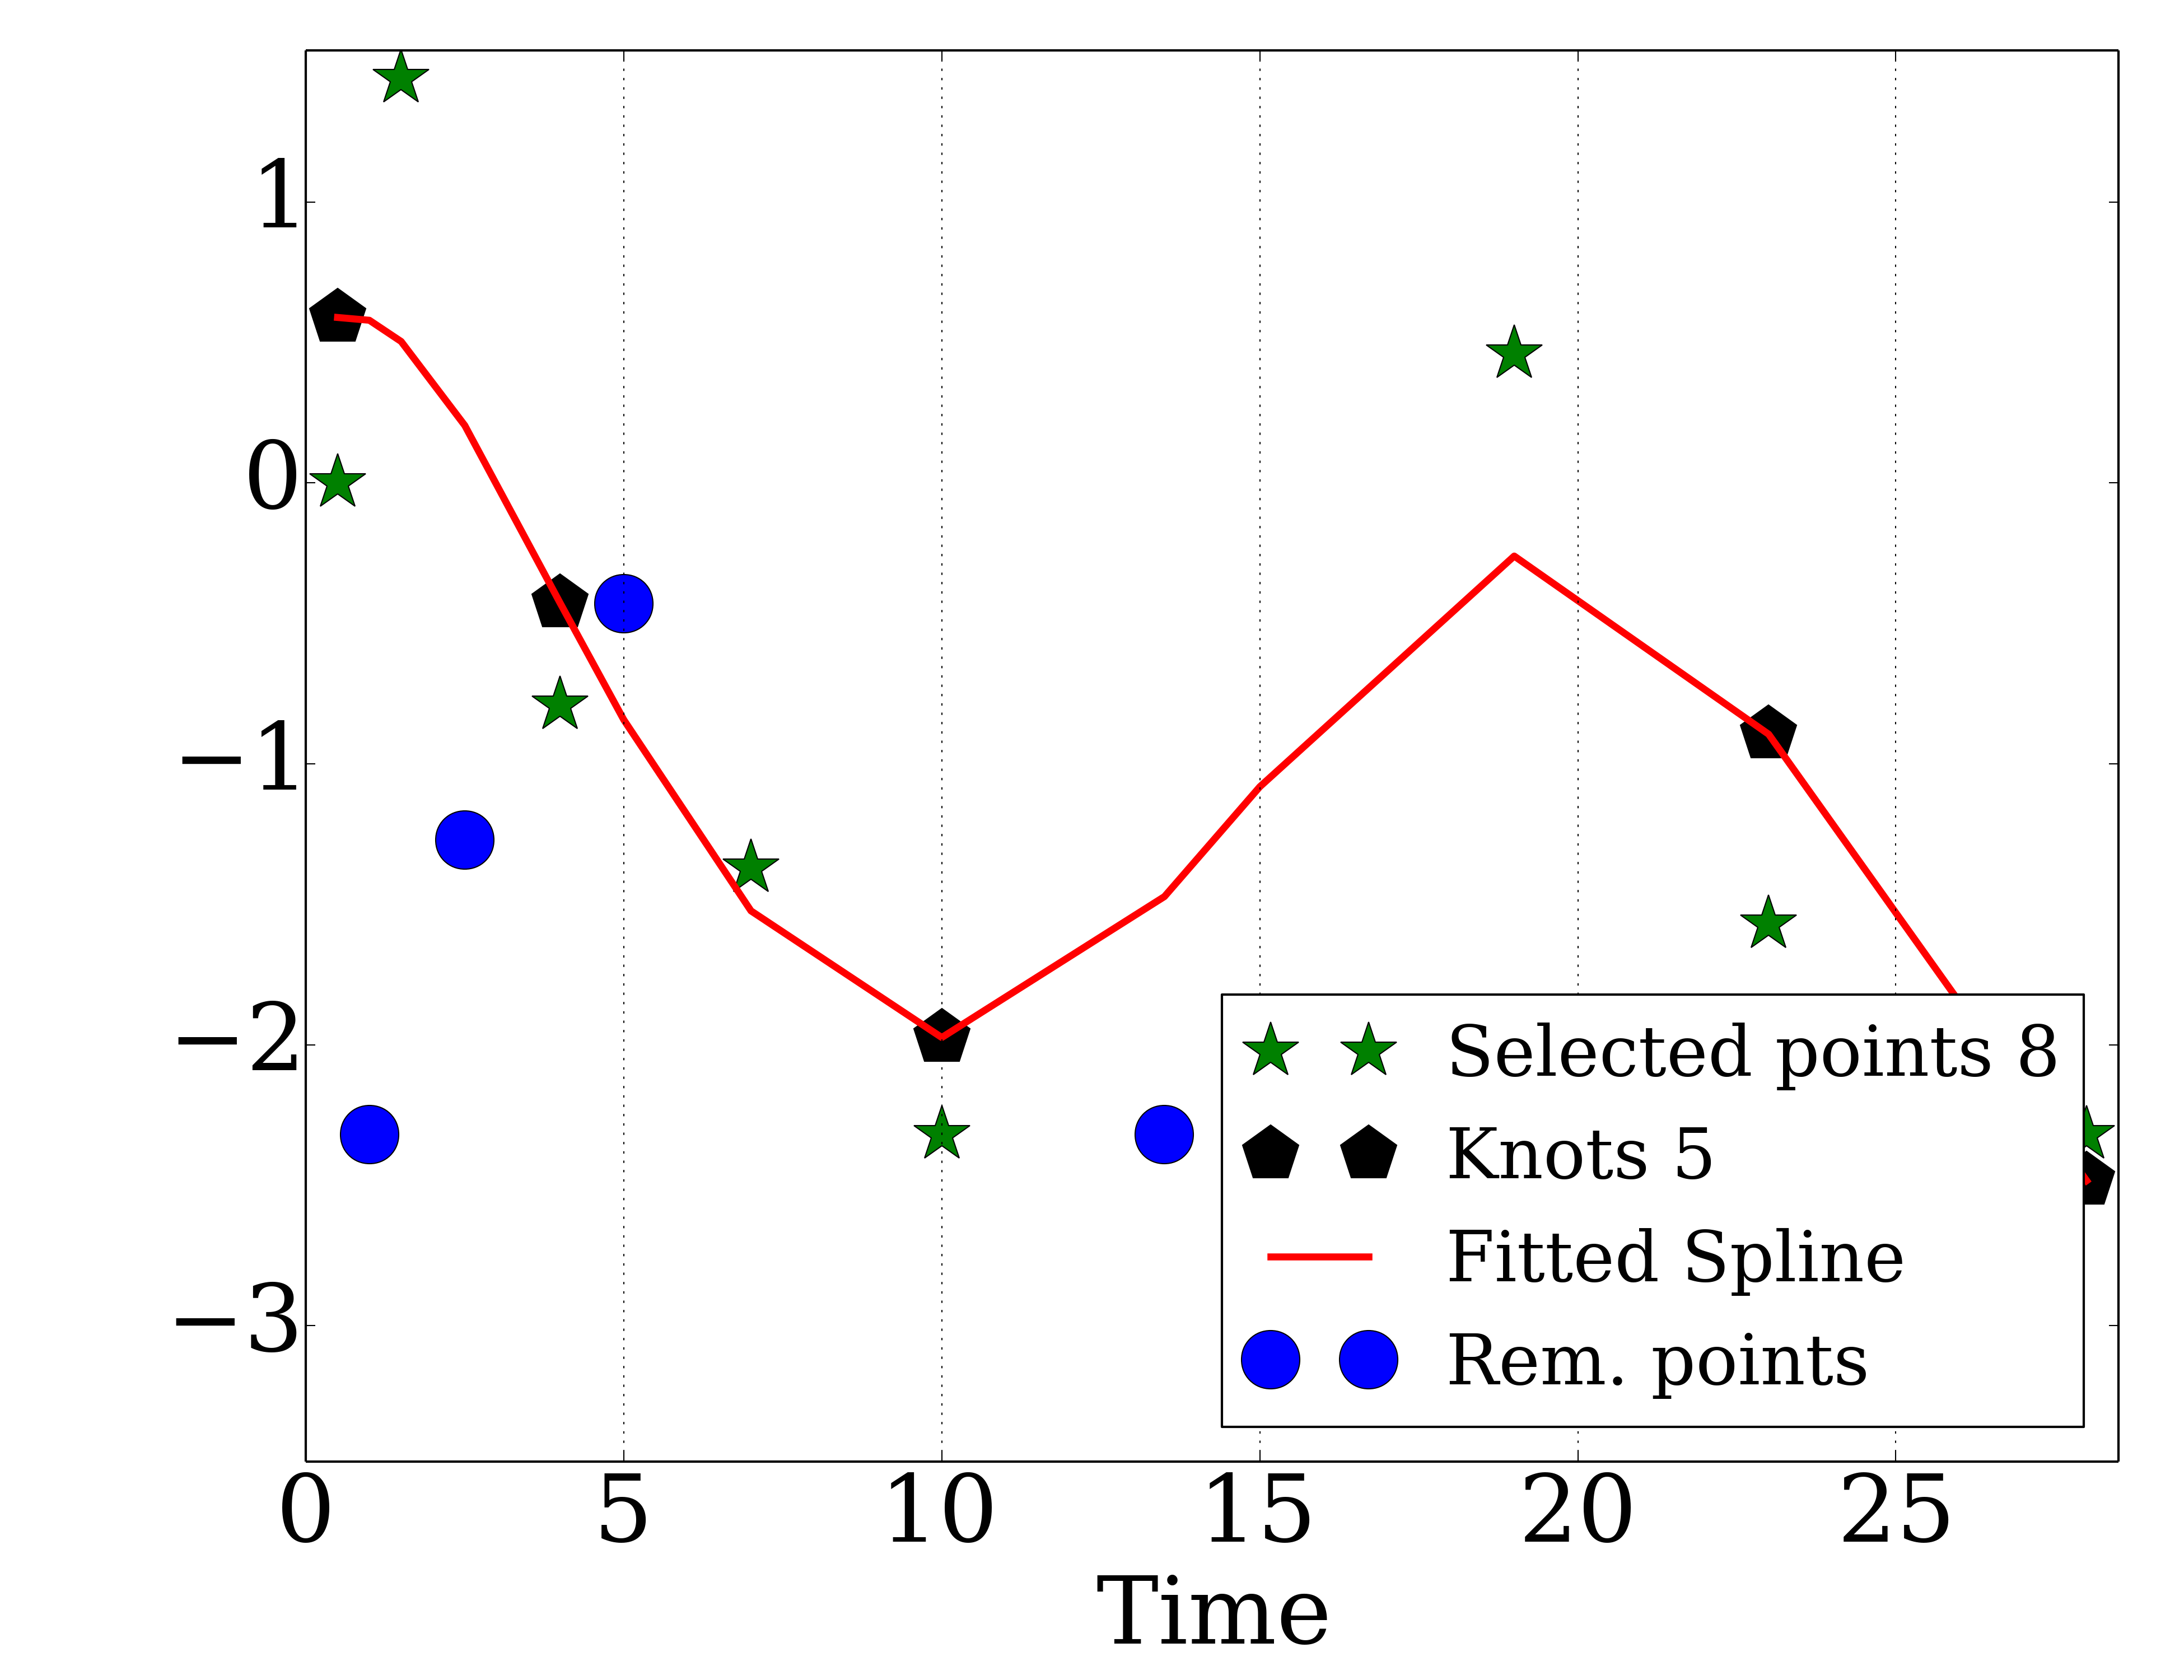 1
0
−1
−2
−3
Selected points 8
Knots 5
Fitted Spline
Rem. points
0 5 10 15 20 25
Time